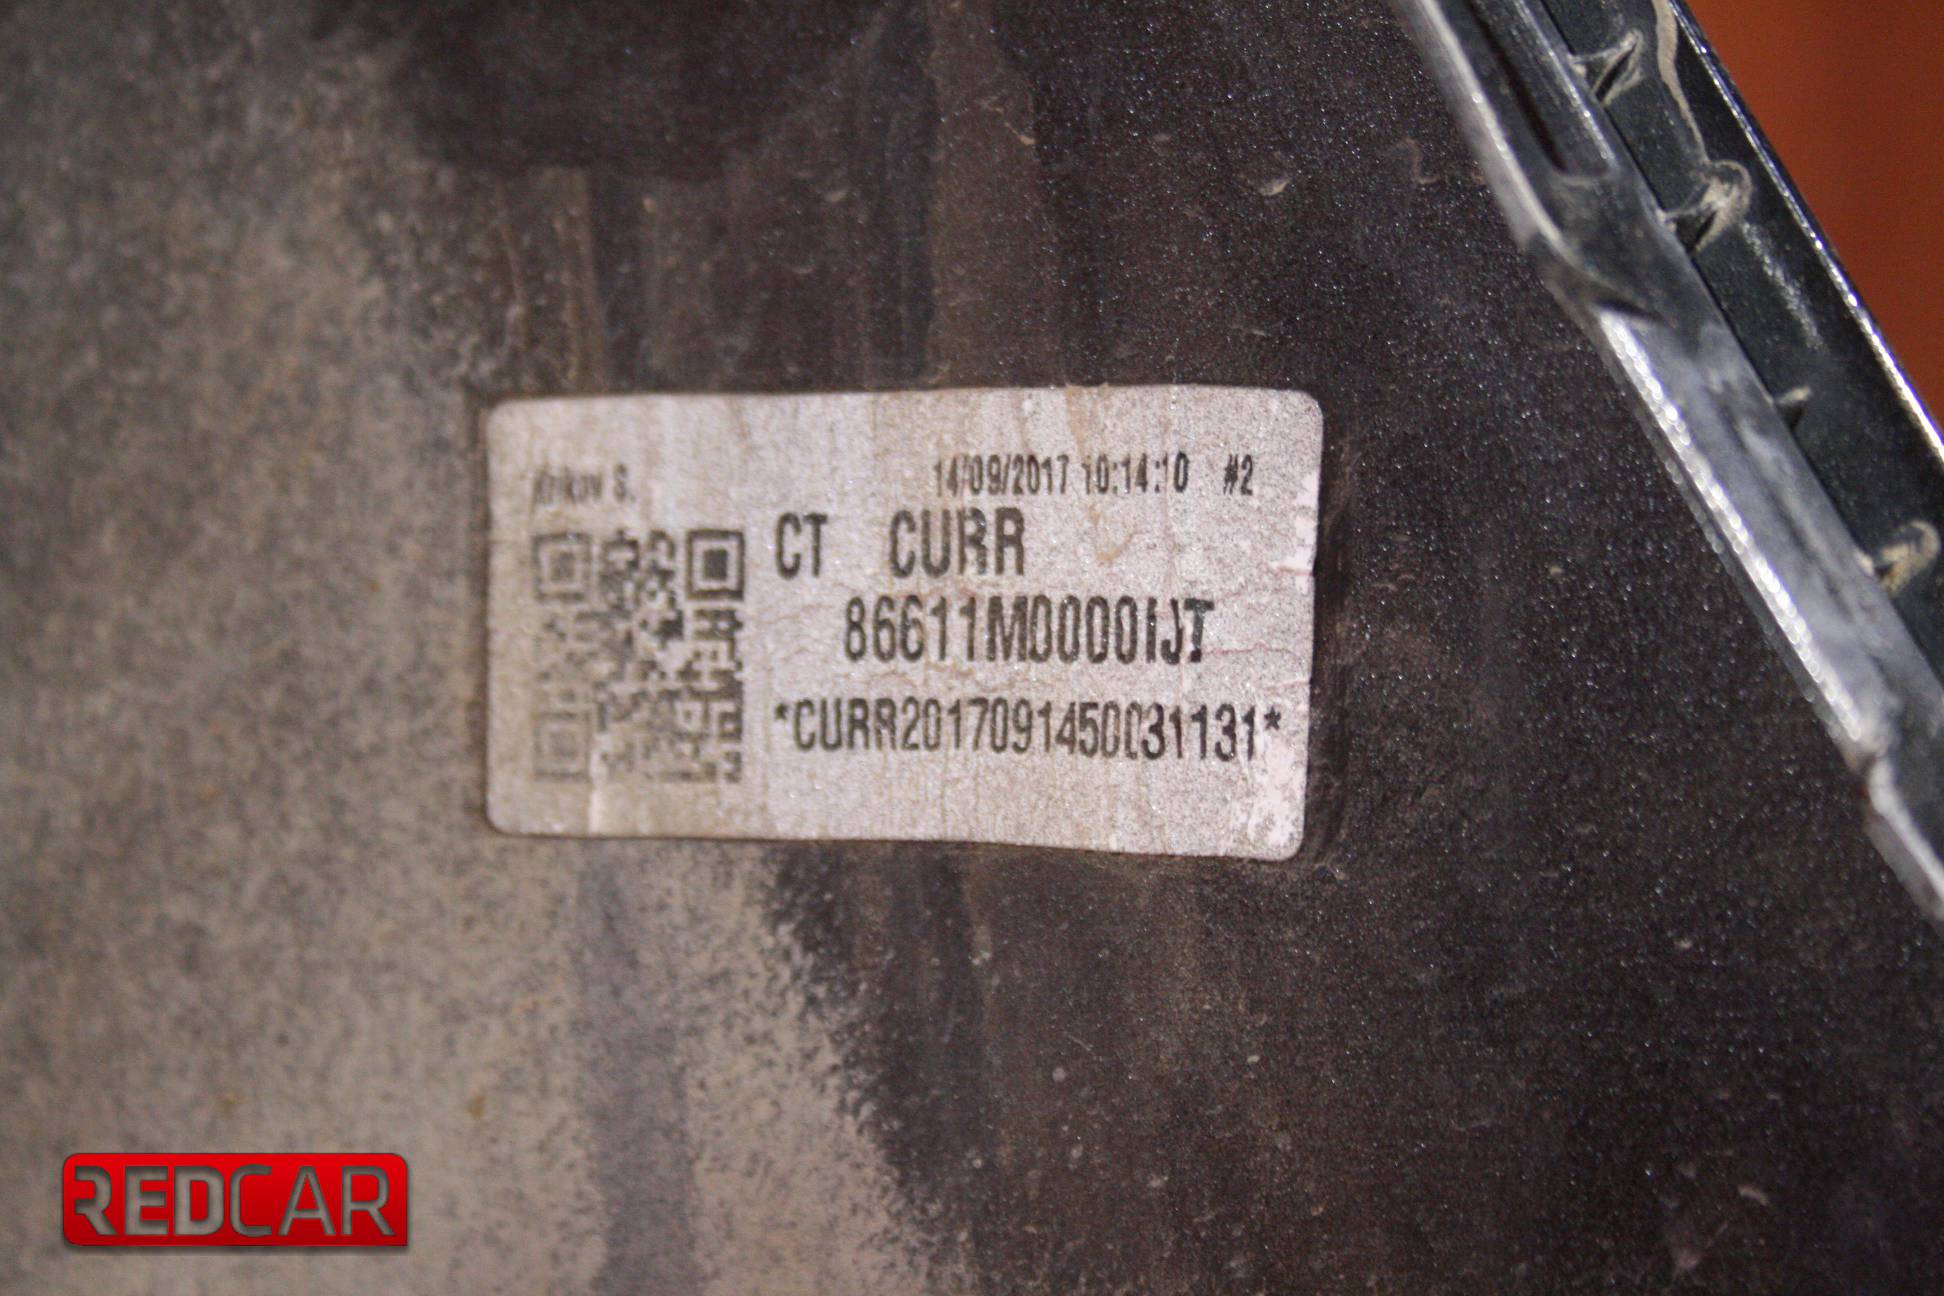 S.
14/09/2017 10:14:10 #2
CT CURR
86611M0000IJT
*CURR2017091450031131*
REDCAR